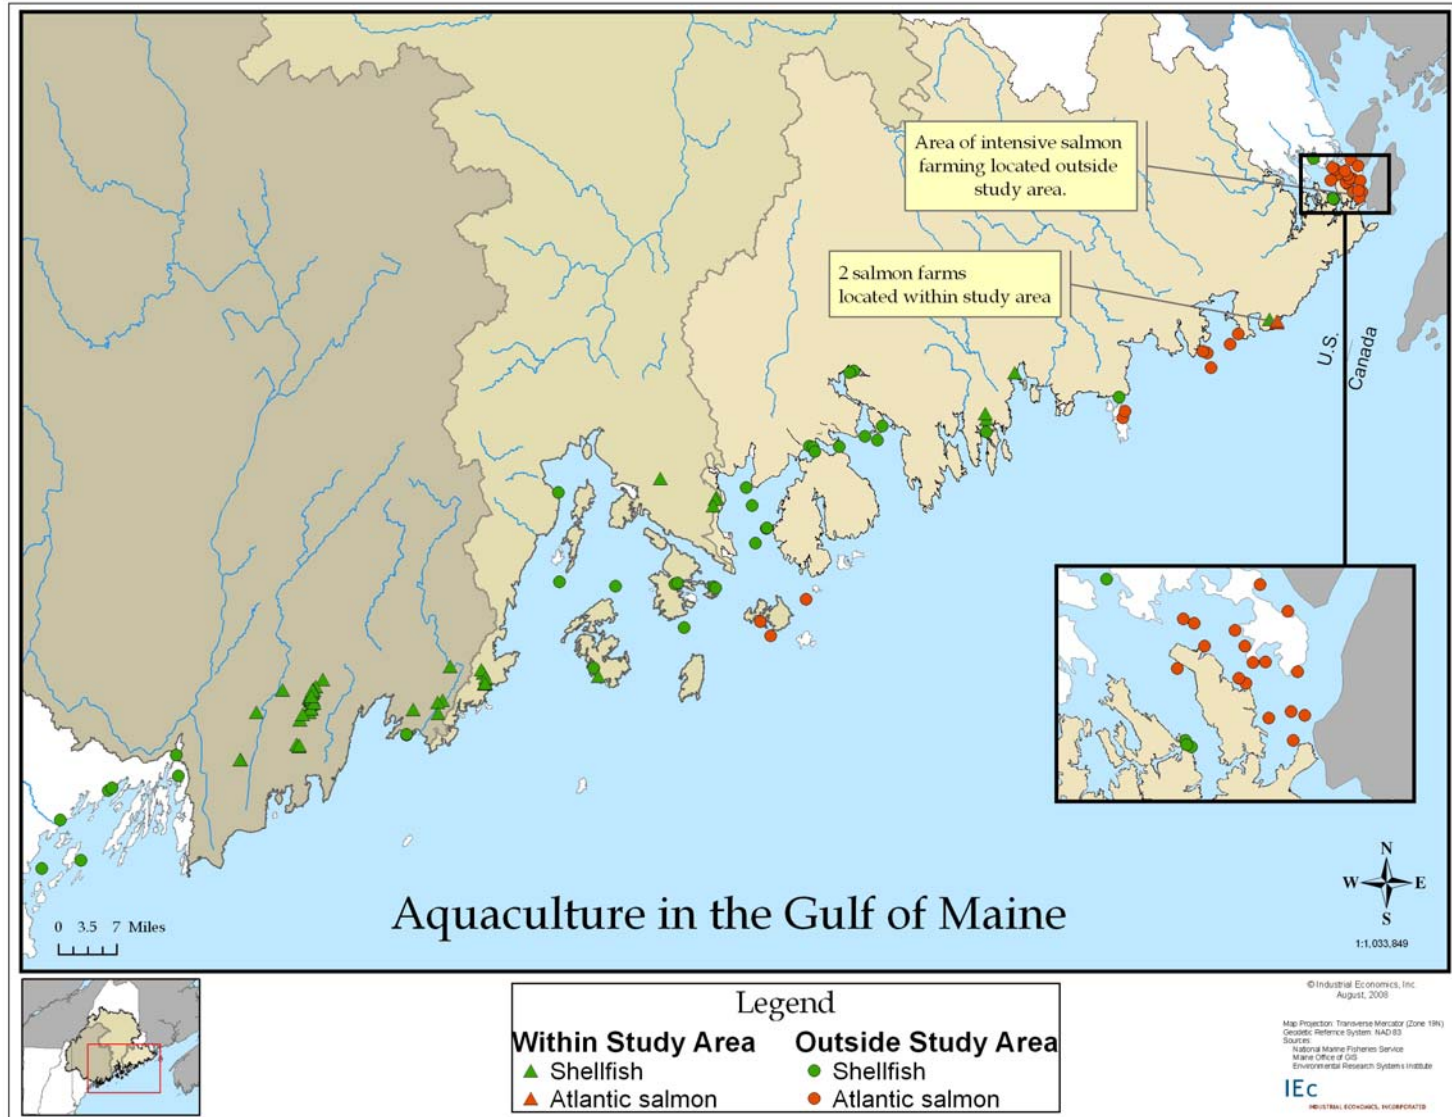 Area of intensive salmon
farming located outside
study area.
2 salmon farms
located within study area
U.S.
Canada
N
W E
S
1:1,033,849
0 3.5 7 Miles
Aquaculture in the Gulf of Maine
Legend
Within Study Area
Shellfish
Atlantic salmon
Outside Study Area
Shellfish
Atlantic salmon
© Industrial Economics, Inc.
August, 2008
Map Projection: Transverse Mercator (Zone 19N)
Geodetic Refernce System: NAD 83
Sources:
National Marine Fisheries Service
Maine Office of GIS
Environmental Research Systems Institute
IEc
INDUSTRIAL ECONOMICS, INCORPORATED